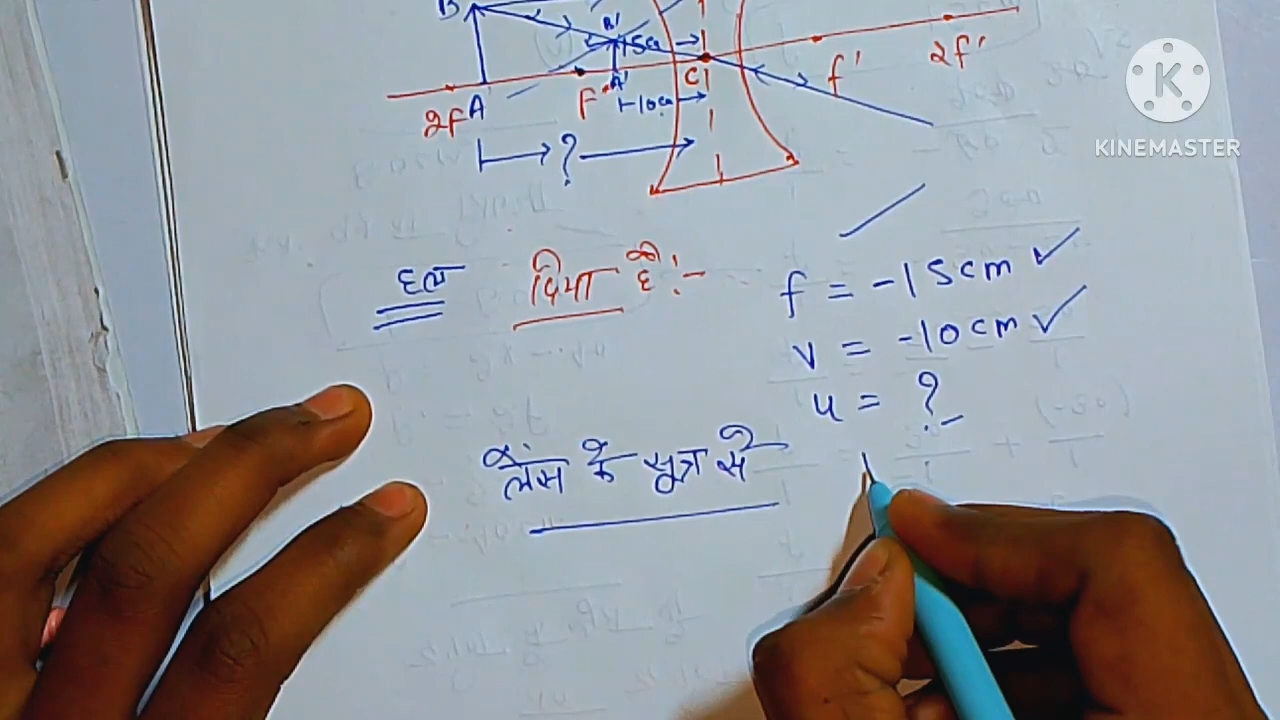 B
B'
15cm
2F A F A' C F' 2F'
10cm
?
K
KINEMASTER
हल दिया है:- f = -15cm ✓
v = -10cm ✓
u = ?
लेंस के सूत्र से